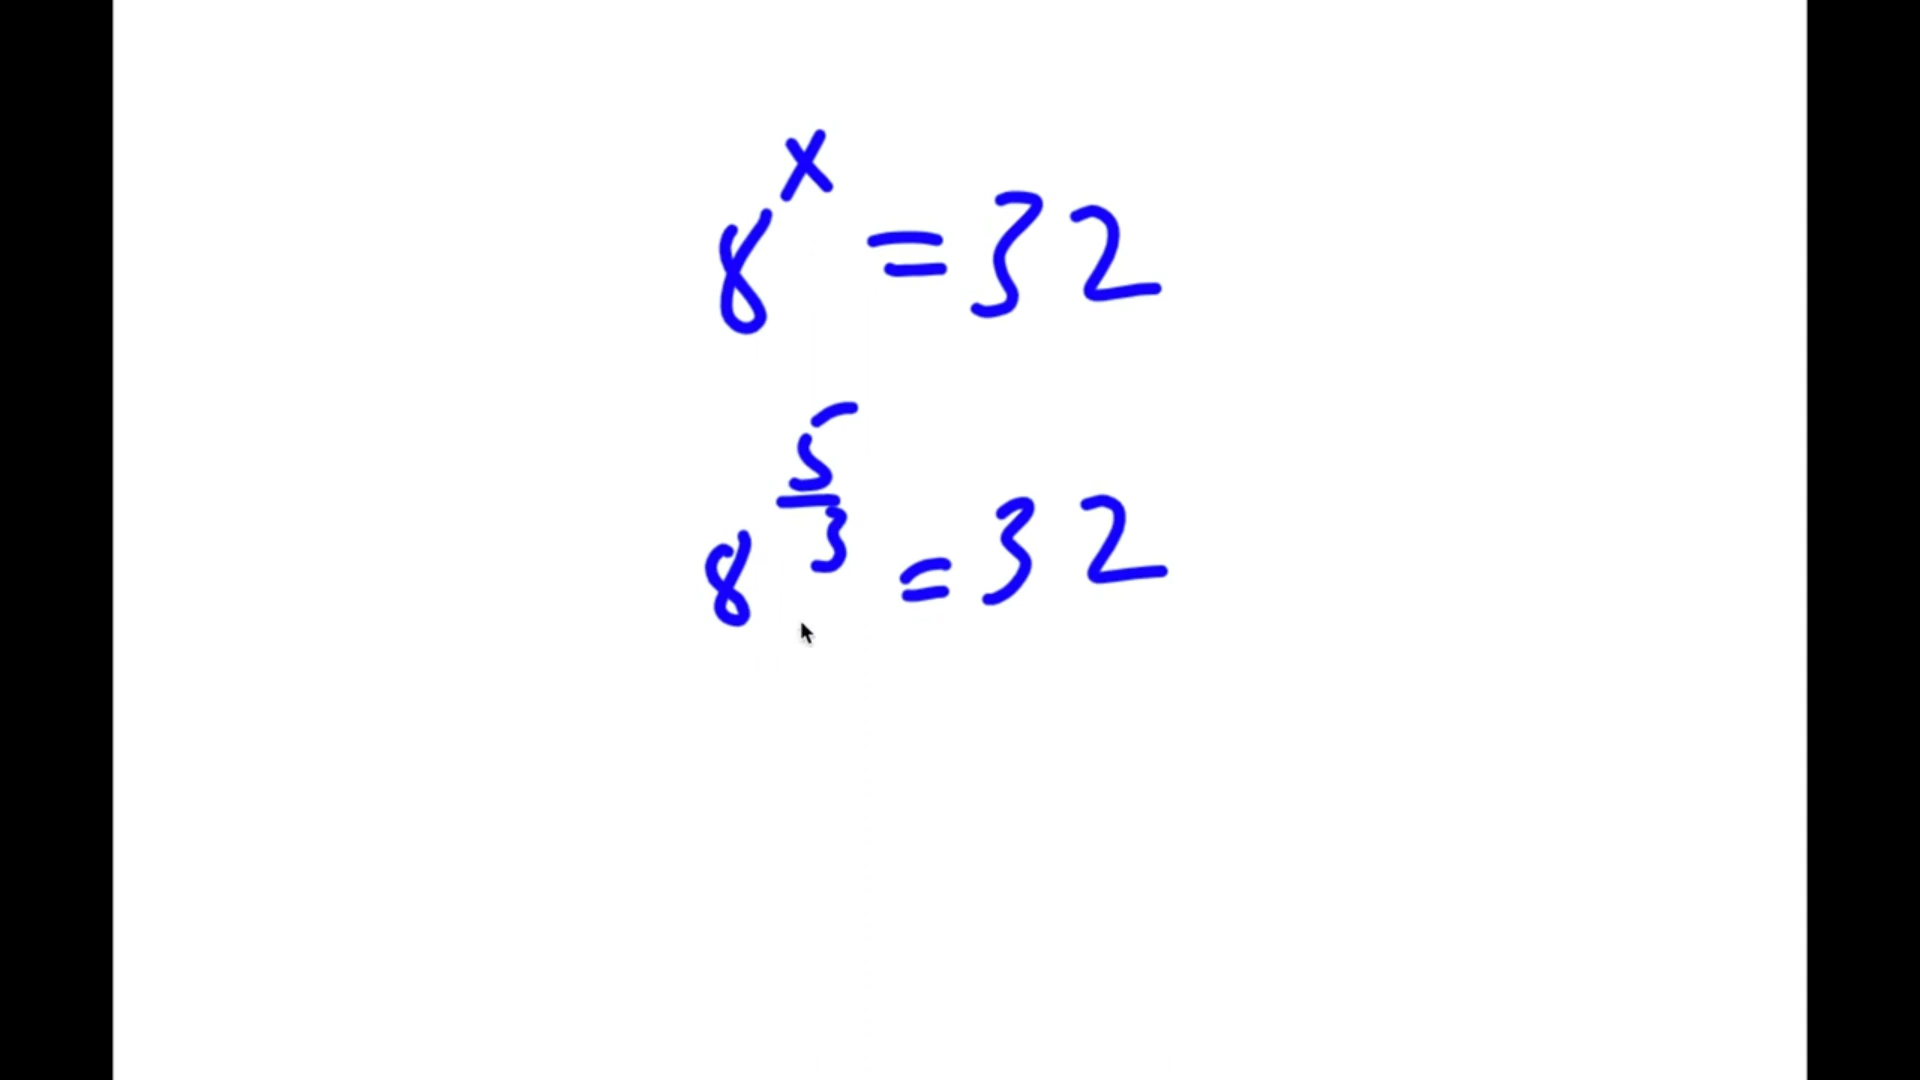 8^x = 32
8^(5/3) = 32